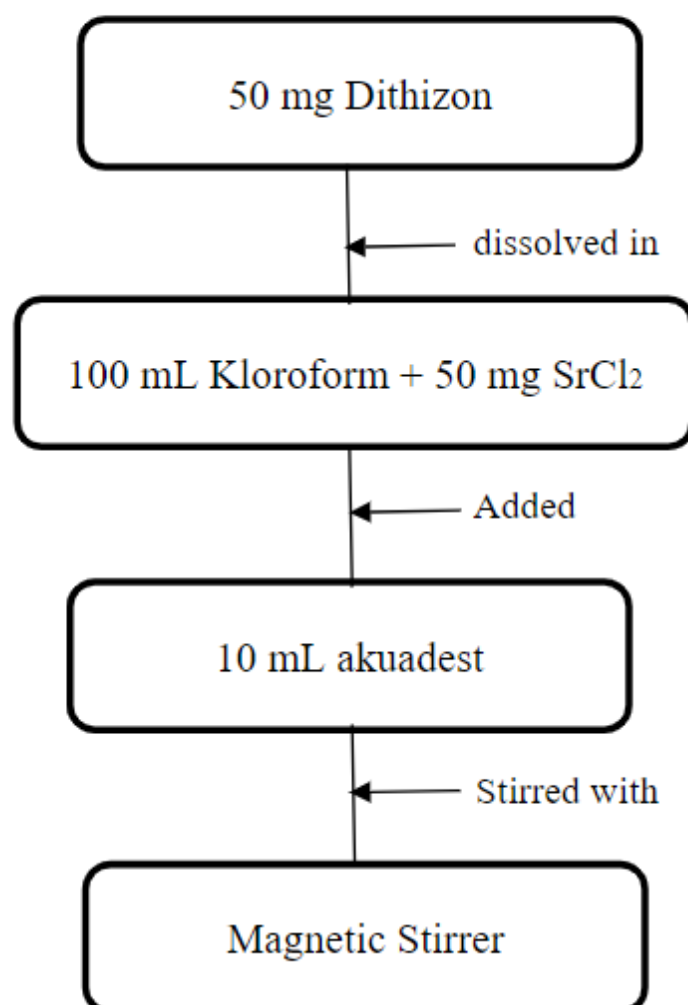 50 mg Dithizon
dissolved in
100 mL Kloroform + 50 mg SrCl₂
Added
10 mL akuadest
Stirred with
Magnetic Stirrer